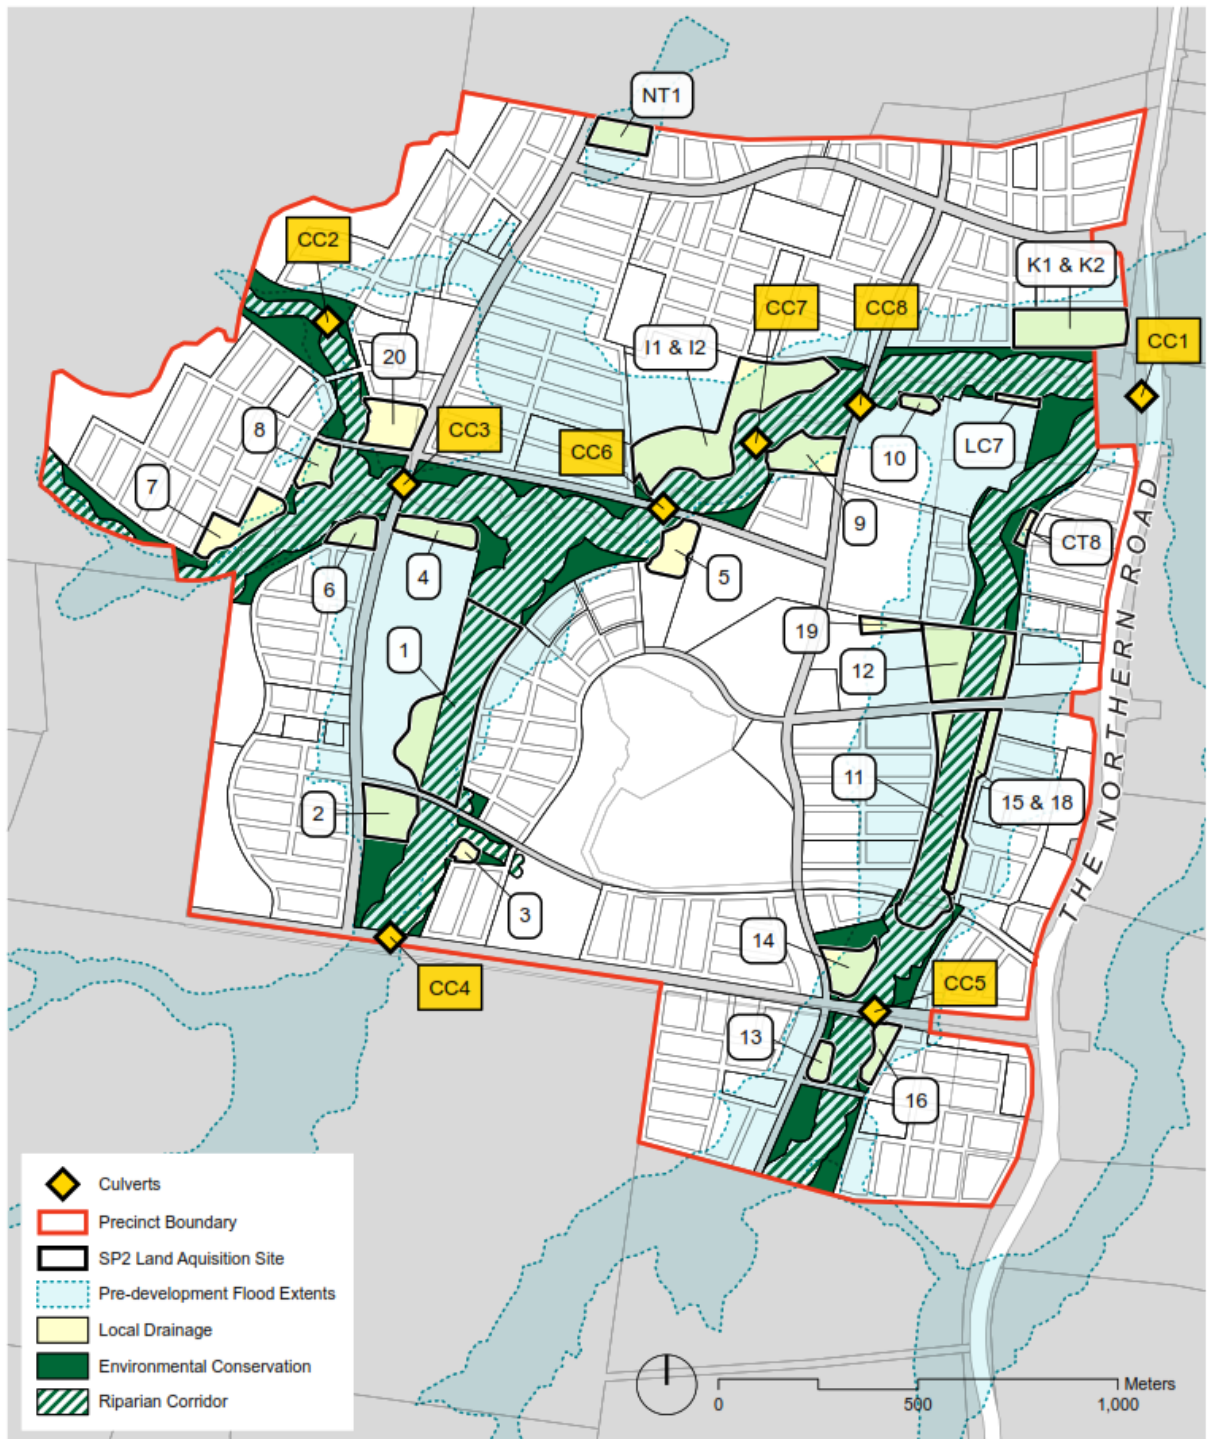 NT1
CC2
K1 & K2
CC7
CC8
CC1
I1 & I2
20
8
CC3
CC6
10
LC7
7
9
CT8
6
4
5
19
12
1
11
15 & 18
2
3
14
CC4
CC5
13
16
THE NORTHERN ROAD
Culverts
Precinct Boundary
SP2 Land Aquisition Site
Pre-development Flood Extents
Local Drainage
Environmental Conservation
Riparian Corridor
Meters
0 500 1,000